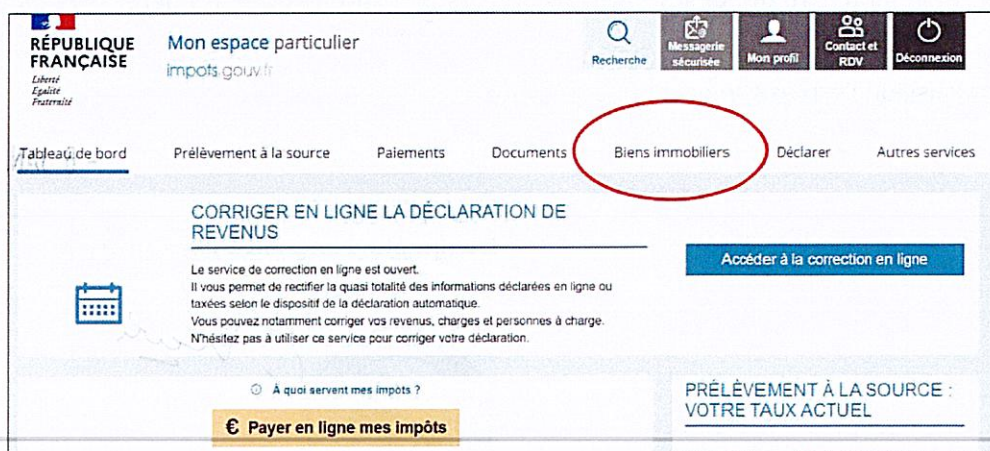 RÉPUBLIQUE
FRANÇAISE
Liberté
Égalité
Fraternité
Mon espace particulier
impots.gouv.fr
Recherche
Messagerie
sécurisée
Mon profil
Contact et
RDV
Déconnexion
Tableau de bord
Prélèvement à la source
Paiements
Documents
Biens immobiliers
Déclarer
Autres services
CORRIGER EN LIGNE LA DÉCLARATION DE
REVENUS
Le service de correction en ligne est ouvert.
Il vous permet de rectifier la quasi totalité des informations déclarées en ligne ou
taxées selon le dispositif de la déclaration automatique.
Vous pouvez notamment corriger vos revenus, charges et personnes à charge.
N'hésitez pas à utiliser ce service pour corriger votre déclaration.
Accéder à la correction en ligne
À quoi servent mes impôts ?
€ Payer en ligne mes impôts
PRÉLÈVEMENT À LA SOURCE :
VOTRE TAUX ACTUEL